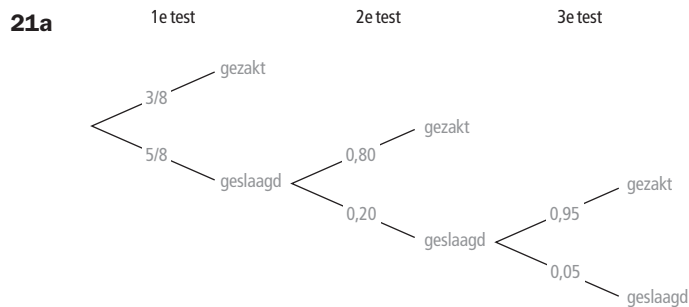 21a 1e test 2e test 3e test
gezakt
3/8
gezakt
5/8 0,80
geslaagd
gezakt
0,20 0,95
geslaagd
0,05
geslaagd